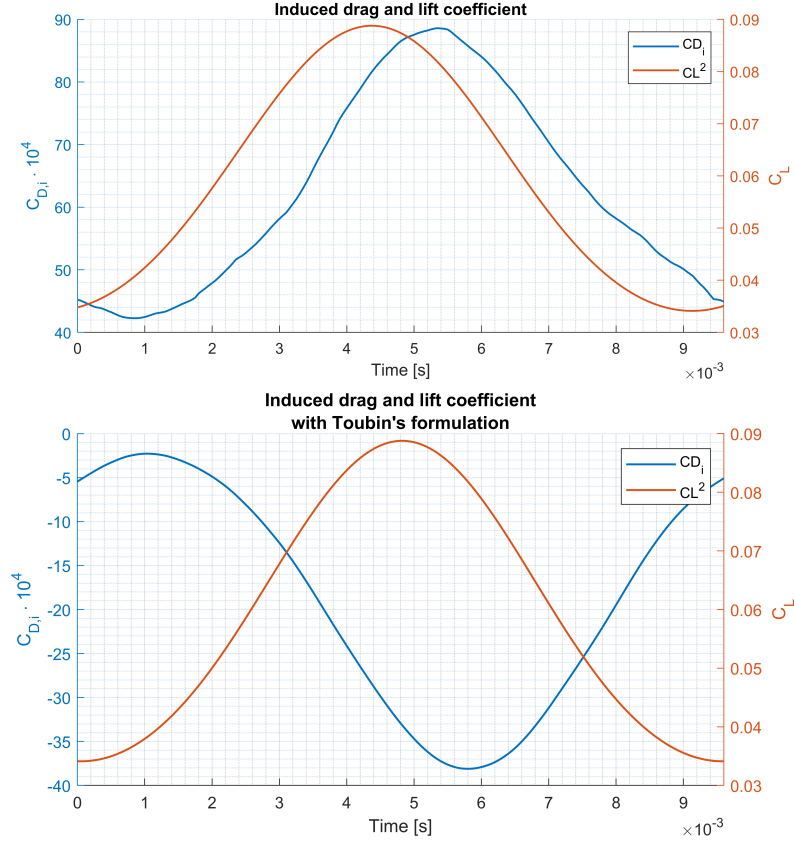 Induced drag and lift coefficient
90
80
70
60
50
40
C_{D,i} · 10^4
0.09
0.08
0.07
0.06
0.05
0.04
0.03
C_L
CD_i
CL^2
0 1 2 3 4 5 6 7 8 9
Time [s]
×10^{-3}
Induced drag and lift coefficient
with Toubin's formulation
0
-5
-10
-15
-20
-25
-30
-35
-40
C_{D,i} · 10^4
0.09
0.08
0.07
0.06
0.05
0.04
0.03
C_L
CD_i
CL^2
0 1 2 3 4 5 6 7 8 9
Time [s]
×10^{-3}